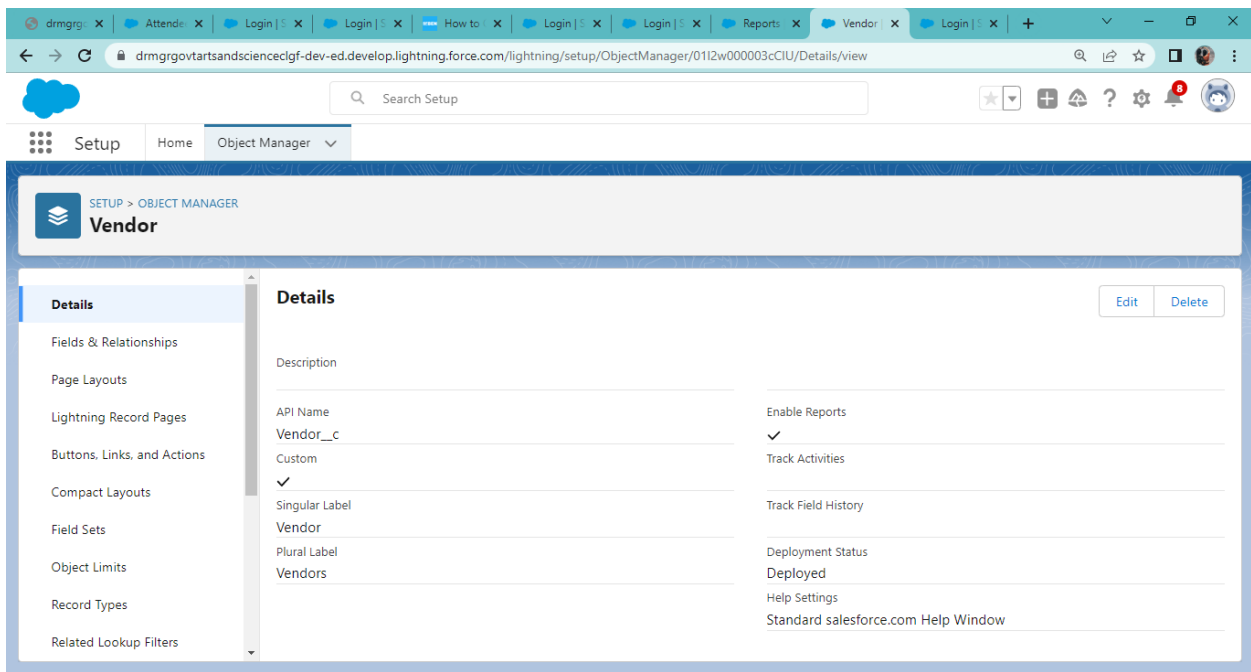 drmgrg
Attende
Login | S
Login | S
How to
Login | S
Login | S
Reports
Vendor
Login | S
drmgrgovtartsandscienceclgf-dev-ed.develop.lightning.force.com/lightning/setup/ObjectManager/01I2w000003cCIU/Details/view
Search Setup
8
Setup
Home
Object Manager
SETUP > OBJECT MANAGER
Vendor
Details
Fields & Relationships
Page Layouts
Lightning Record Pages
Buttons, Links, and Actions
Compact Layouts
Field Sets
Object Limits
Record Types
Related Lookup Filters
Details
Edit
Delete
Description
API Name
Vendor__c
Custom
Singular Label
Vendor
Plural Label
Vendors
Enable Reports
Track Activities
Track Field History
Deployment Status
Deployed
Help Settings
Standard salesforce.com Help Window